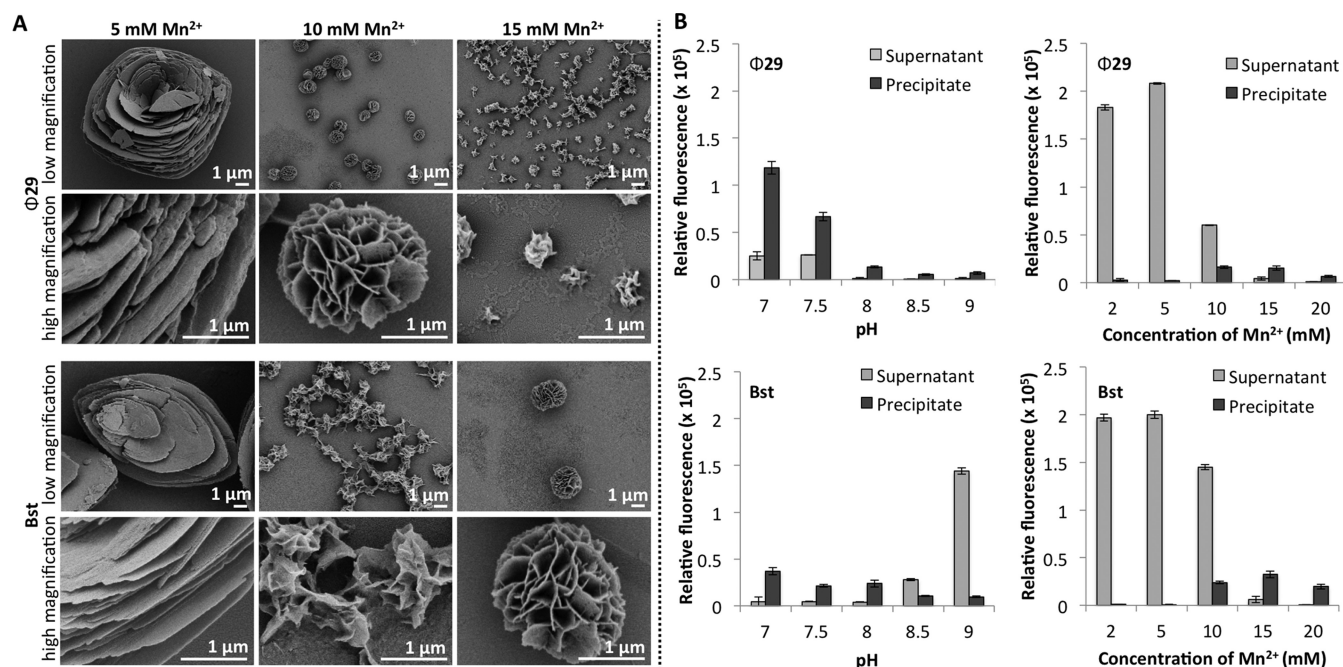 A
5 mM Mn²⁺
10 mM Mn²⁺
15 mM Mn²⁺
Φ29
low magnification
1 μm
1 μm
1 μm
high magnification
1 μm
1 μm
1 μm
Bst
low magnification
1 μm
1 μm
1 μm
high magnification
1 μm
1 μm
1 μm
B
Relative fluorescence (x 10⁵)
2.5
2
1.5
1
0.5
0
Φ29
Supernatant
Precipitate
7 7.5 8 8.5 9
pH
Relative fluorescence (x 10⁵)
2.5
2
1.5
1
0.5
0
Φ29
Supernatant
Precipitate
2 5 10 15 20
Concentration of Mn²⁺ (mM)
Relative fluorescence (x 10⁵)
2.5
2
1.5
1
0.5
0
Bst
Supernatant
Precipitate
7 7.5 8 8.5 9
pH
Relative fluorescence (x 10⁵)
2.5
2
1.5
1
0.5
0
Bst
Supernatant
Precipitate
2 5 10 15 20
Concentration of Mn²⁺ (mM)